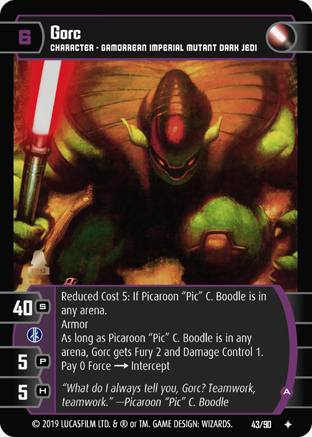 6
Gorc
CHARACTER - GAMORREAN IMPERIAL MUTANT DARK JEDI
40 S
5 P
5 H
Reduced Cost 5: If Picaroon “Pic” C. Boodle is in
any arena.
Armor
As long as Picaroon “Pic” C. Boodle is in any
arena, Gorc gets Fury 2 and Damage Control 1.
Pay 0 Force → Intercept
“What do I always tell you, Gorc? Teamwork,
teamwork.” —Picaroon “Pic” C. Boodle
A
© 2019 LUCASFILM LTD. & ® or TM. GAME DESIGN: WIZARDS.
43/90